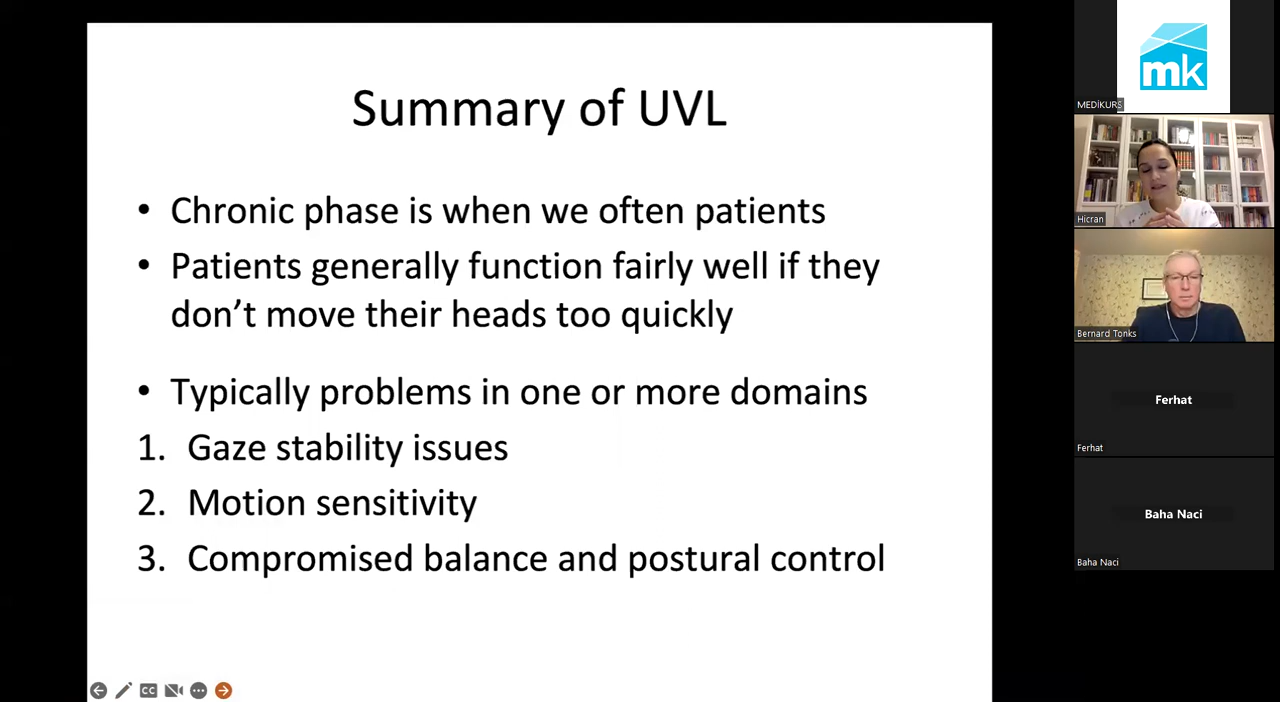 Summary of UVL
• Chronic phase is when we often patients
• Patients generally function fairly well if they
don’t move their heads too quickly
• Typically problems in one or more domains
1. Gaze stability issues
2. Motion sensitivity
3. Compromised balance and postural control
CC
mk
MEDİKURS
Hicran
Bernard Tonks
Ferhat
Ferhat
Baha Naci
Baha Naci